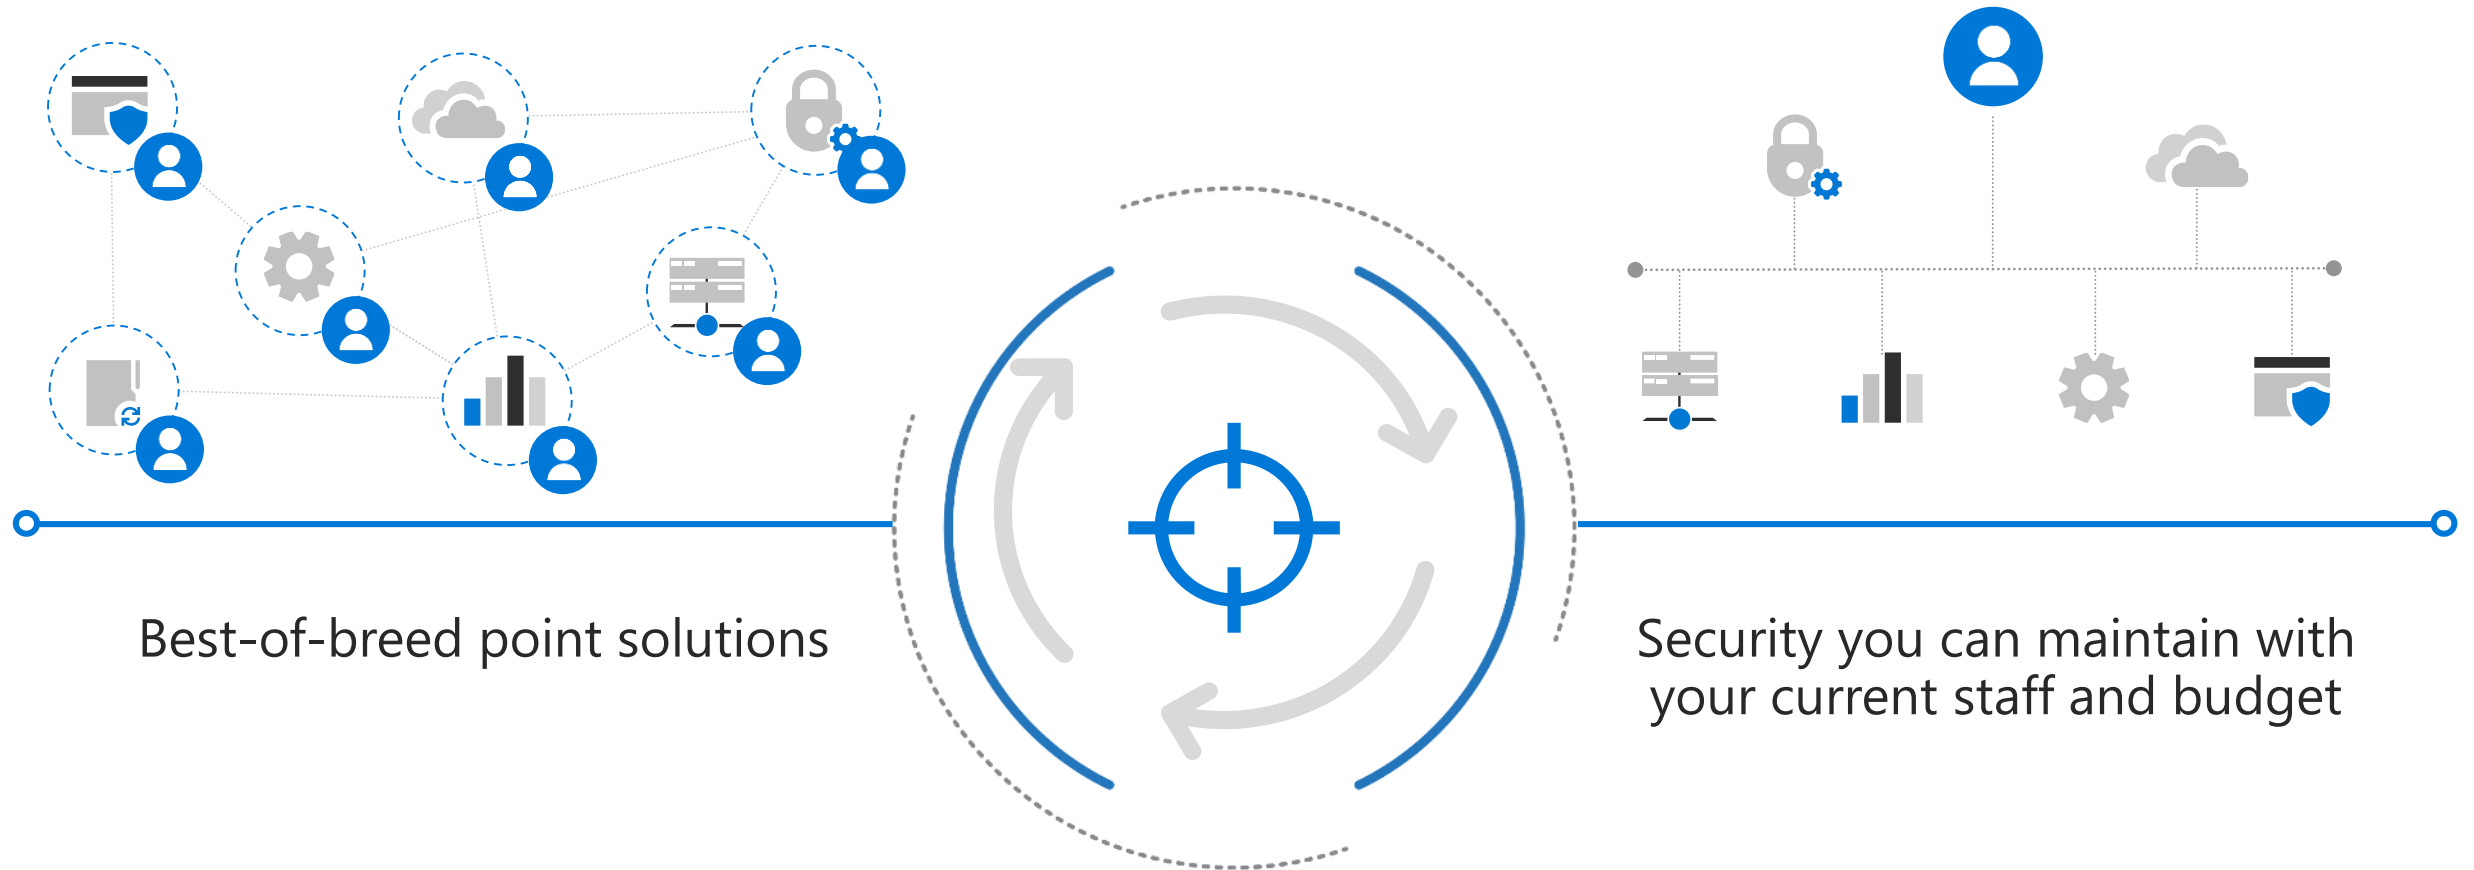 Best-of-breed point solutions
Security you can maintain with
your current staff and budget